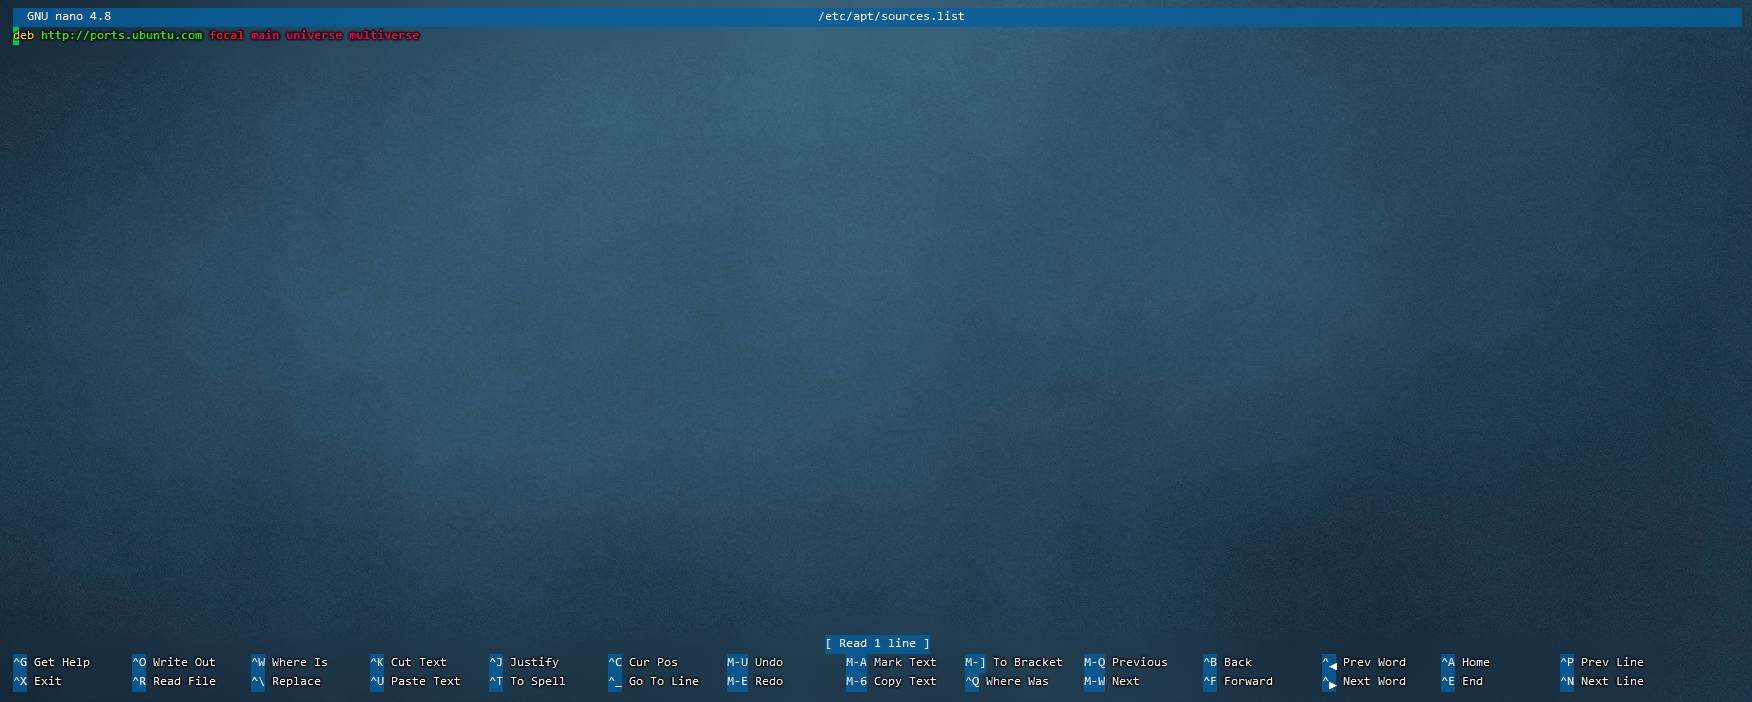 GNU nano 4.8 /etc/apt/sources.list
deb http://ports.ubuntu.com focal main universe multiverse
[ Read 1 line ]
^G Get Help ^O Write Out ^W Where Is ^K Cut Text ^J Justify ^C Cur Pos M-U Undo M-A Mark Text M-] To Bracket M-Q Previous ^B Back ^◀ Prev Word ^A Home ^P Prev Line
^X Exit ^R Read File ^\ Replace ^U Paste Text ^T To Spell ^_ Go To Line M-E Redo M-6 Copy Text ^Q Where Was M-W Next ^F Forward ^▶ Next Word ^E End ^N Next Line